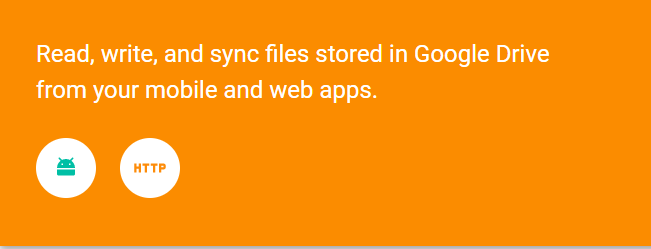 Read, write, and sync files stored in Google Drive
from your mobile and web apps.
HTTP